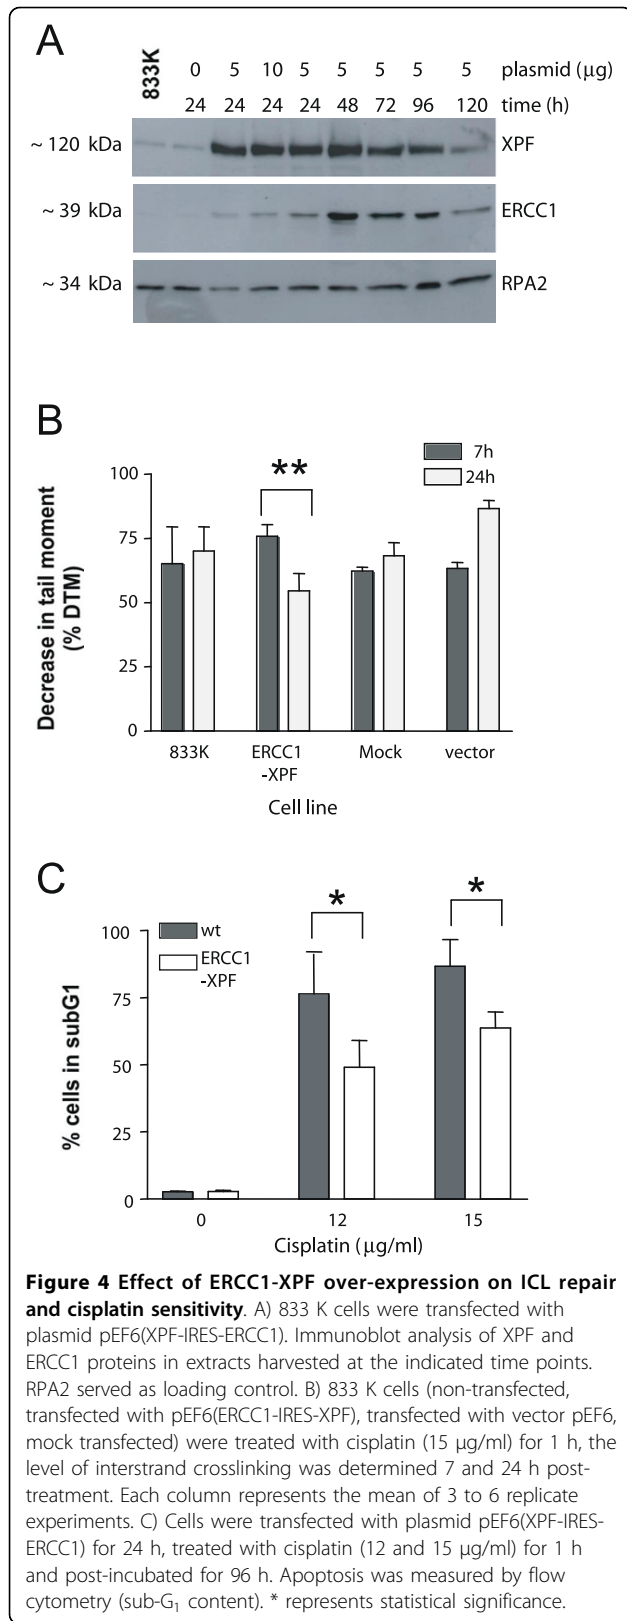 A
833K
0 5 10 5 5 5 5 5 plasmid (µg)
24 24 24 24 48 72 96 120 time (h)
~ 120 kDa XPF
~ 39 kDa ERCC1
~ 34 kDa RPA2
B
7h
24h
**
Decrease in tail moment
(% DTM)
100
75
50
25
0
833K ERCC1 Mock vector
-XPF
Cell line
C
wt
ERCC1
-XPF
* *
% cells in subG1
100
75
50
25
0
0 12 15
Cisplatin (µg/ml)
Figure 4 Effect of ERCC1-XPF over-expression on ICL repair
and cisplatin sensitivity. A) 833 K cells were transfected with
plasmid pEF6(XPF-IRES-ERCC1). Immunoblot analysis of XPF and
ERCC1 proteins in extracts harvested at the indicated time points.
RPA2 served as loading control. B) 833 K cells (non-transfected,
transfected with pEF6(ERCC1-IRES-XPF), transfected with vector pEF6,
mock transfected) were treated with cisplatin (15 µg/ml) for 1 h, the
level of interstrand crosslinking was determined 7 and 24 h post-
treatment. Each column represents the mean of 3 to 6 replicate
experiments. C) Cells were transfected with plasmid pEF6(XPF-IRES-
ERCC1) for 24 h, treated with cisplatin (12 and 15 µg/ml) for 1 h
and post-incubated for 96 h. Apoptosis was measured by flow
cytometry (sub-G₁ content). * represents statistical significance.